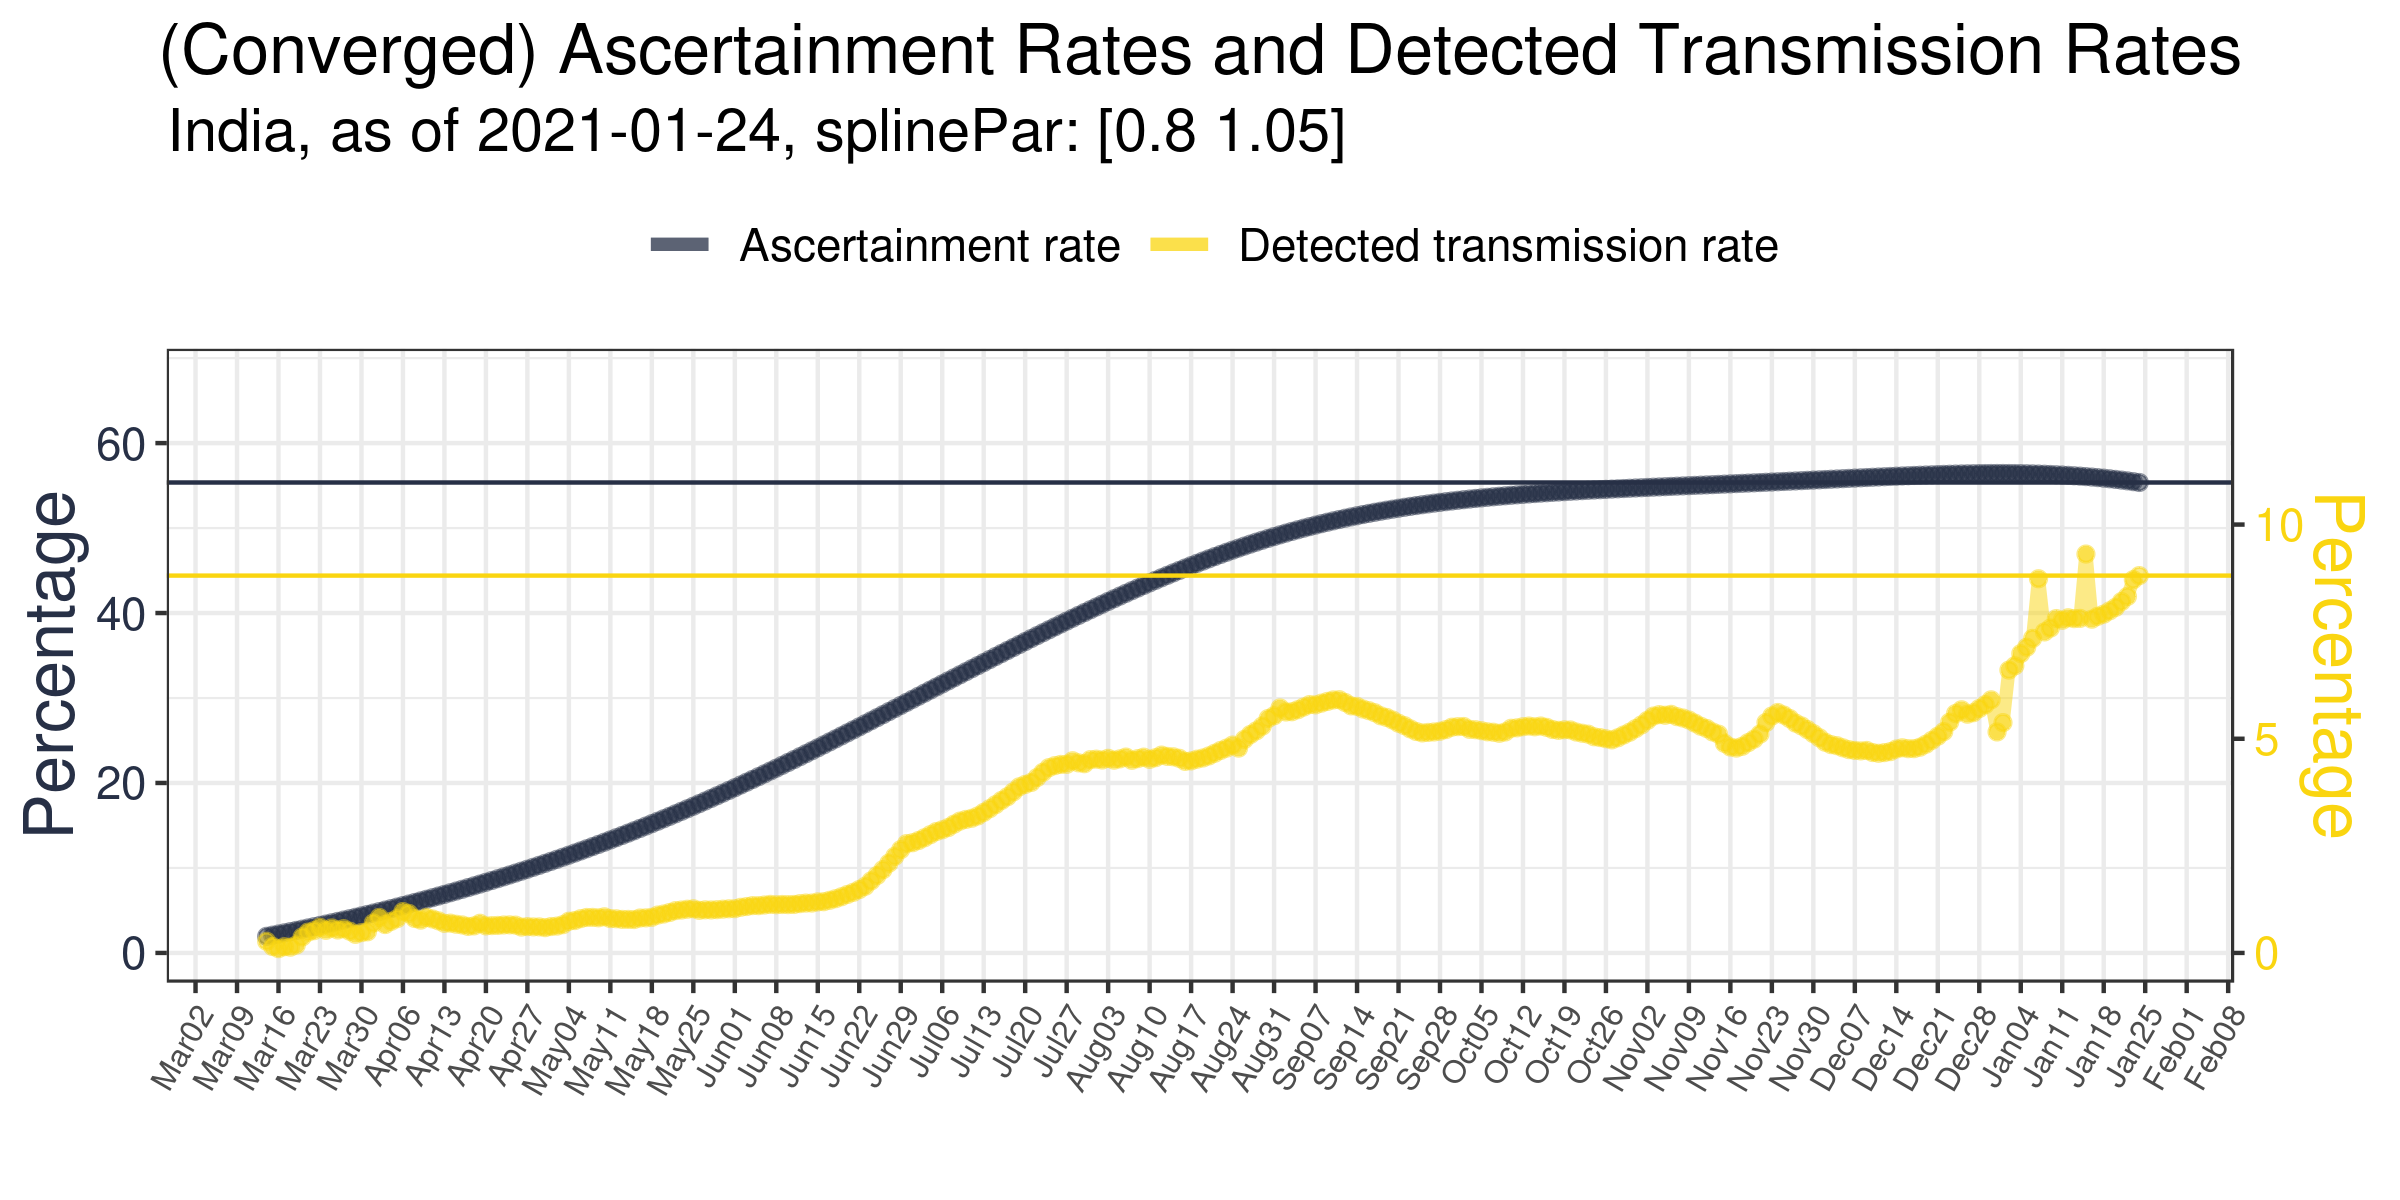 (Converged) Ascertainment Rates and Detected Transmission Rates
India, as of 2021-01-24, splinePar: [0.8 1.05]
Ascertainment rate Detected transmission rate
Percentage
60
40
20
0
10
5
0
Percentage
Mar02 Mar09 Mar16 Mar23 Mar30 Apr06 Apr13 Apr20 Apr27 May04 May11 May18 May25 Jun01 Jun08 Jun15 Jun22 Jun29 Jul06 Jul13 Jul20 Jul27 Aug03 Aug10 Aug17 Aug24 Aug31 Sep07 Sep14 Sep21 Sep28 Oct05 Oct12 Oct19 Oct26 Nov02 Nov09 Nov16 Nov23 Nov30 Dec07 Dec14 Dec21 Dec28 Jan04 Jan11 Jan18 Jan25 Feb01 Feb08